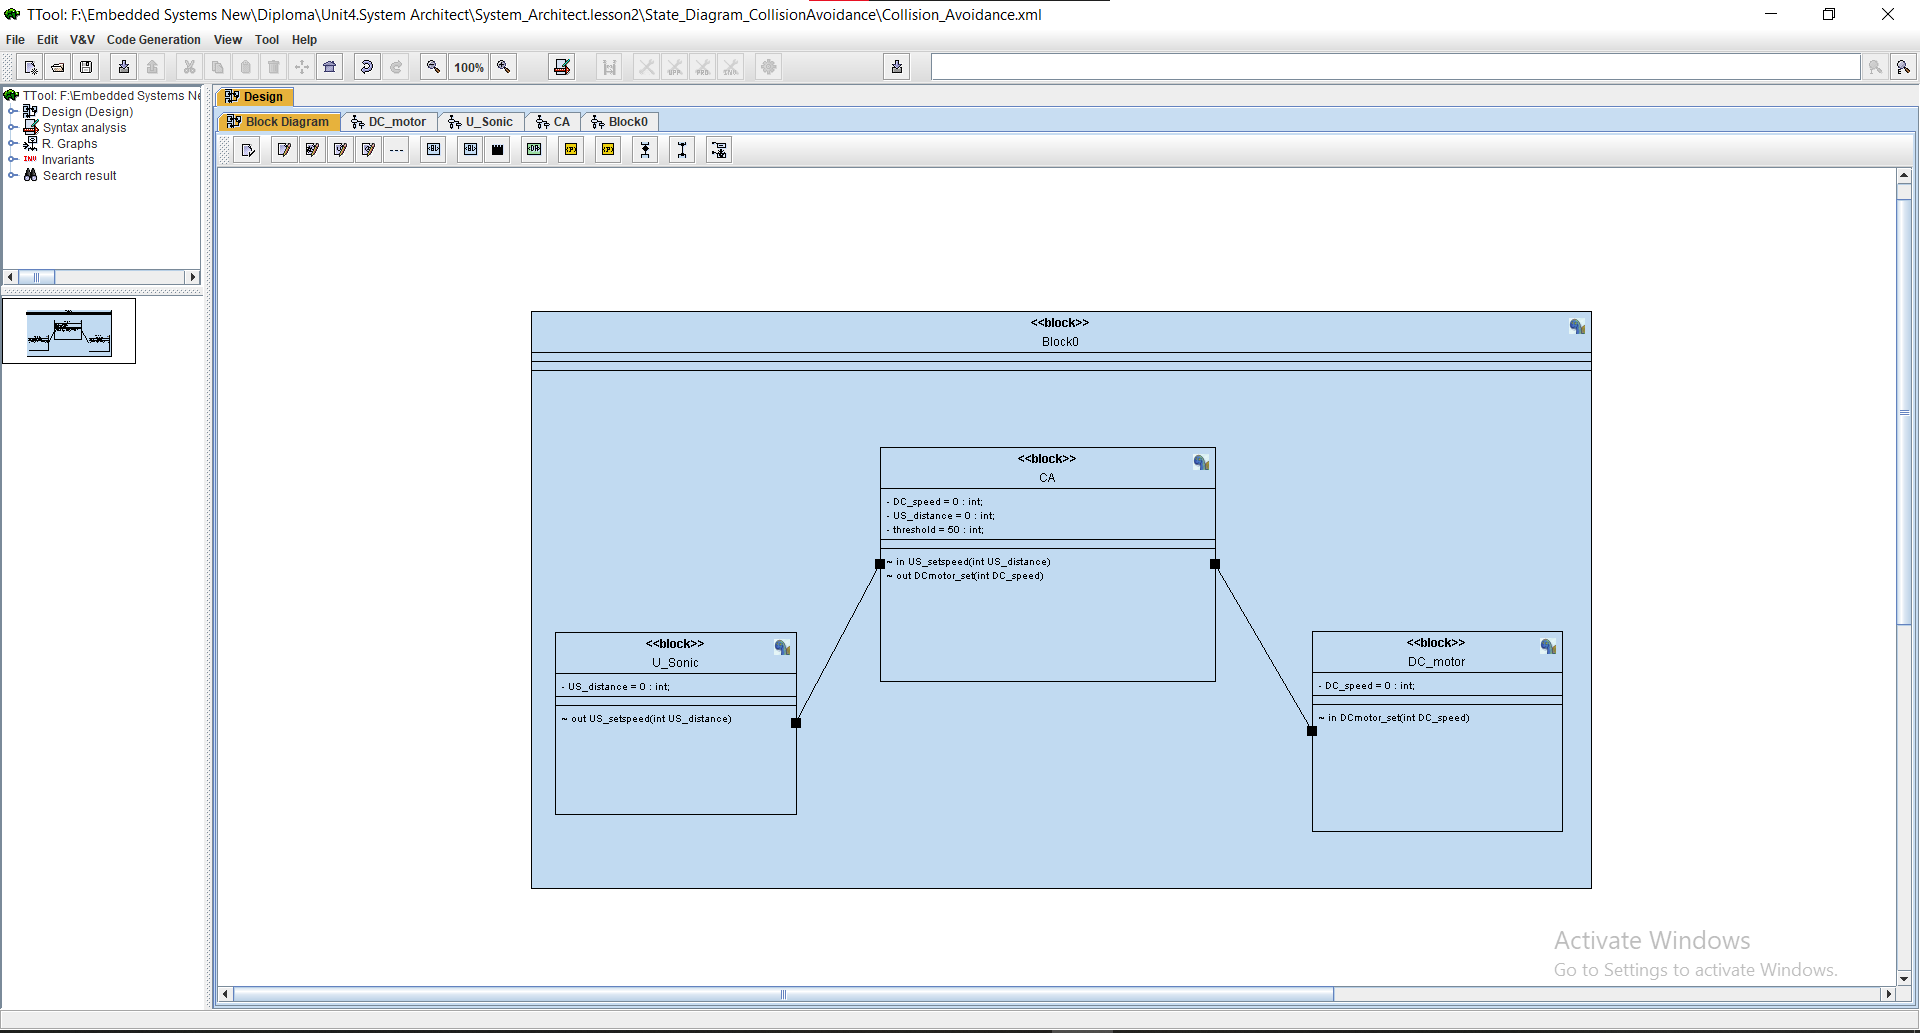 TTool: F:\Embedded Systems New\Diploma\Unit4.System Architect\System_Architect.lesson2\State_Diagram_CollisionAvoidance\Collision_Avoidance.xml
File Edit V&V Code Generation View Tool Help
100%
TTool: F:\Embedded Systems Ne
Design (Design)
Syntax analysis
R. Graphs
INV Invariants
Search result
Design
Block Diagram DC_motor U_Sonic CA Block0
<<block>>
Block0
<<block>>
CA
- DC_speed = 0 : int;
- US_distance = 0 : int;
- threshold = 50 : int;
~ in US_setspeed(int US_distance)
~ out DCmotor_set(int DC_speed)
<<block>>
U_Sonic
- US_distance = 0 : int;
~ out US_setspeed(int US_distance)
<<block>>
DC_motor
- DC_speed = 0 : int;
~ in DCmotor_set(int DC_speed)
Activate Windows
Go to Settings to activate Windows.